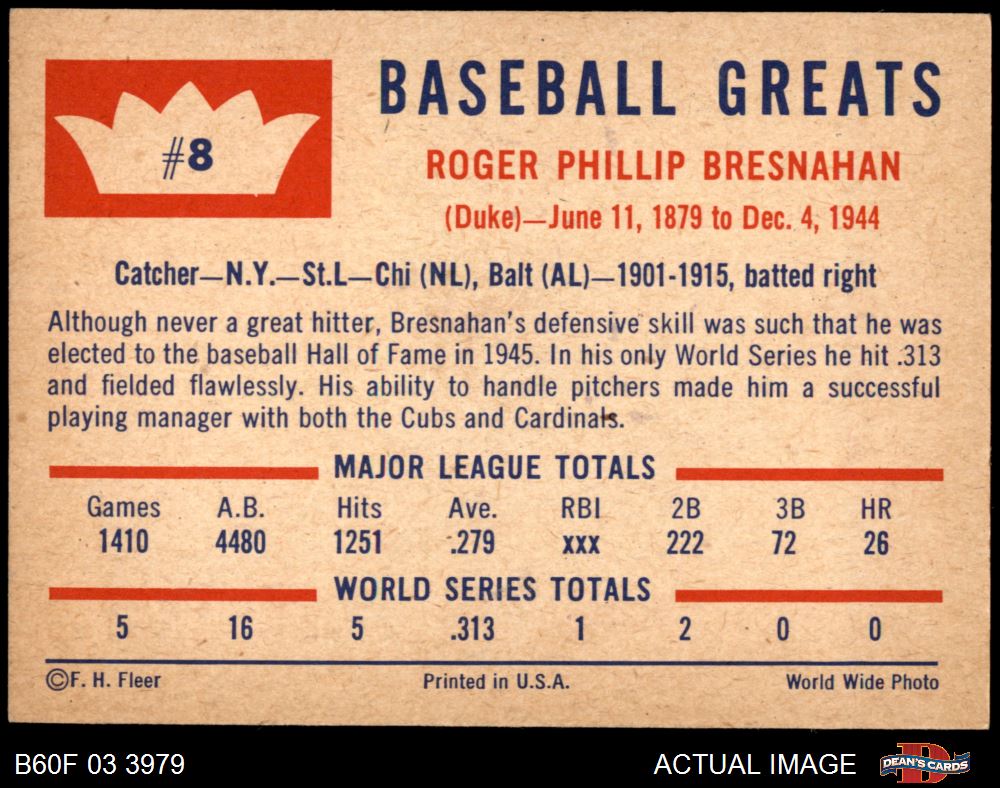 #8
BASEBALL GREATS
ROGER PHILLIP BRESNAHAN
(Duke)—June 11, 1879 to Dec. 4, 1944
Catcher—N.Y.—St.L—Chi (NL), Balt (AL)—1901-1915, batted right
Although never a great hitter, Bresnahan's defensive skill was such that he was
elected to the baseball Hall of Fame in 1945. In his only World Series he hit .313
and fielded flawlessly. His ability to handle pitchers made him a successful
playing manager with both the Cubs and Cardinals.
MAJOR LEAGUE TOTALS
Games A.B. Hits Ave. RBI 2B 3B HR
1410 4480 1251 .279 xxx 222 72 26
WORLD SERIES TOTALS
5 16 5 .313 1 2 0 0
©F. H. Fleer Printed in U.S.A. World Wide Photo
B60F 03 3979 ACTUAL IMAGE D DEAN'S CARDS